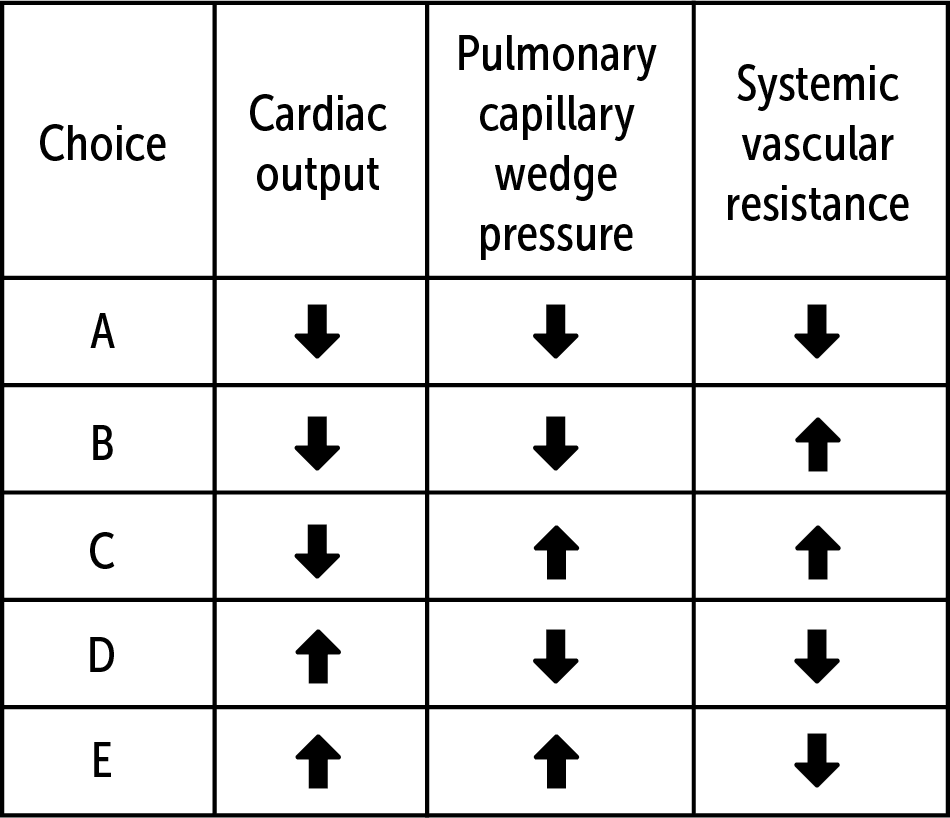 Choice
Cardiac
output
Pulmonary
capillary
wedge
pressure
Systemic
vascular
resistance
A
B
C
D
E